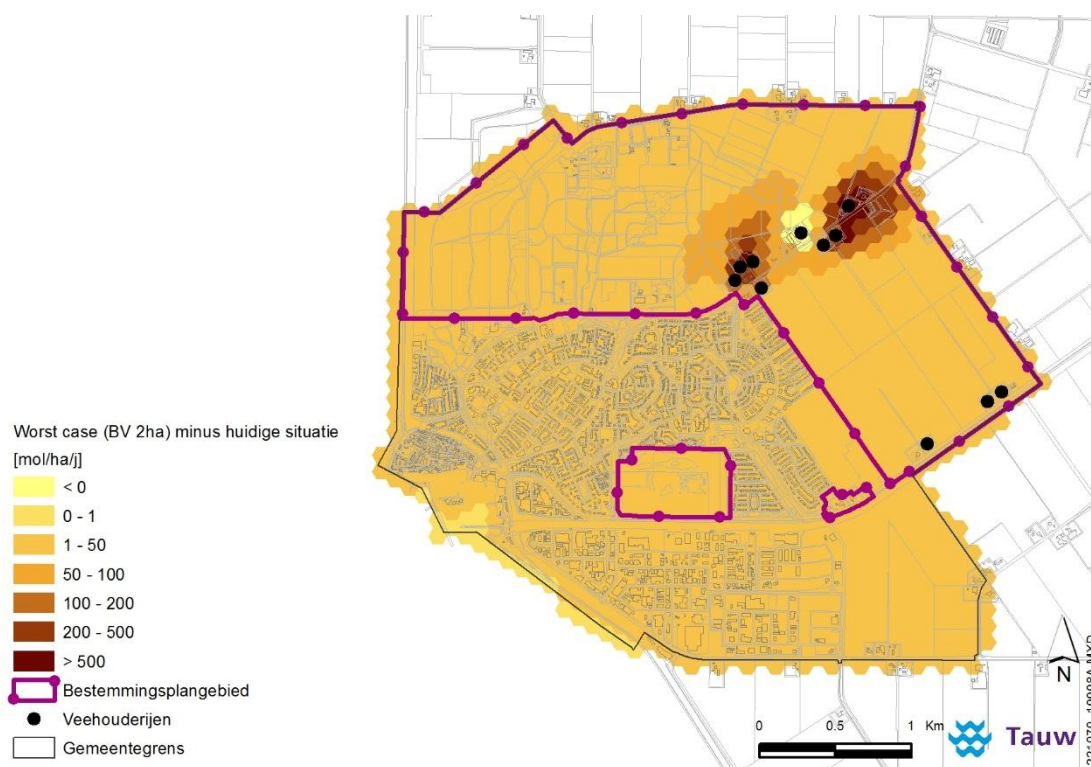 Worst case (BV 2ha) minus huidige situatie
[mol/ha/j]
< 0
0 - 1
1 - 50
50 - 100
100 - 200
200 - 500
> 500
Bestemmingsplangebied
Veehouderijen
Gemeentegrens
N
0 0.5 1 Km
Tauw